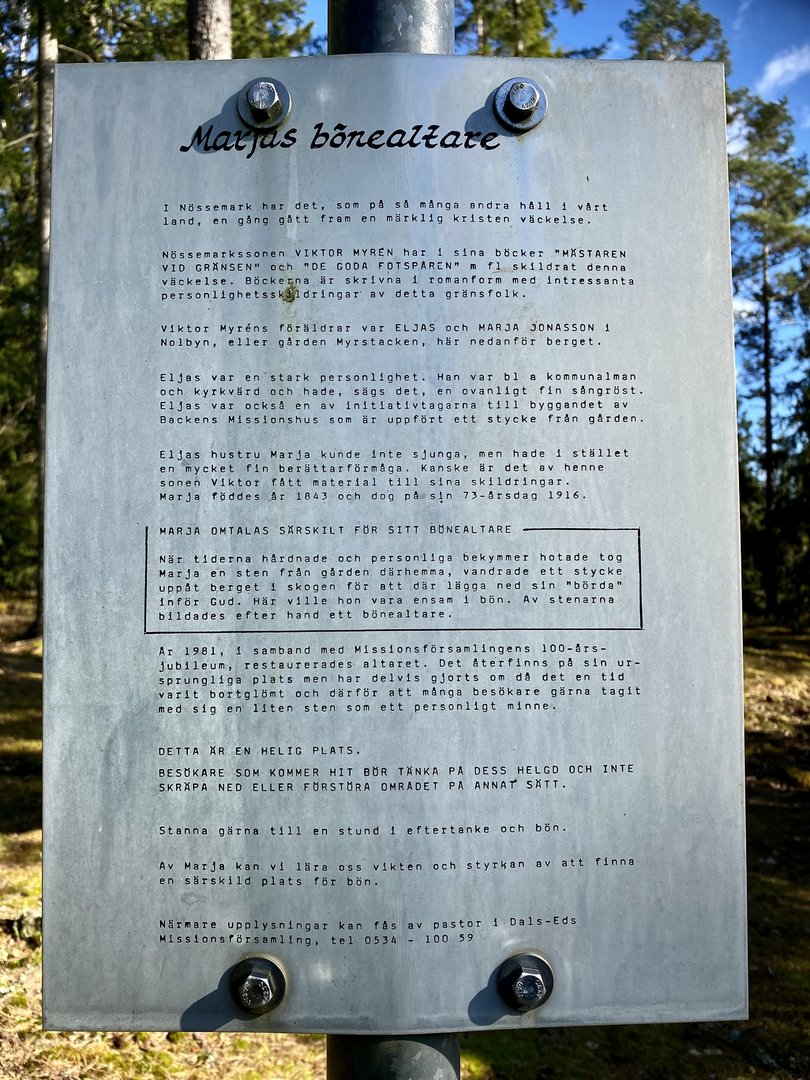 Marjas bönealtare
I Nössemark har det, som på så många andra håll i vårt
land, en gång gått fram en märklig kristen väckelse.
Nössemarkssonen VIKTOR MYRÉN har i sina böcker "MÄSTAREN
VID GRÄNSEN" och "DE GODA FOTSPÅREN" m fl skildrat denna
väckelse. Böckerna är skrivna i romanform med intressanta
personlighetsskildringar av detta gränsfolk.
Viktor Myréns föräldrar var ELJAS och MARJA JONASSON i
Nolbyn, eller gården Myrstacken, här nedanför berget.
Eljas var en stark personlighet. Han var bl a kommunalman
och kyrkvärd och hade, sägs det, en ovanligt fin sångröst.
Eljas var också en av initiativtagarna till byggandet av
Backens Missionshus som är uppfört ett stycke från gården.
Eljas hustru Marja kunde inte sjunga, men hade i stället
en mycket fin berättarförmåga. Kanske är det av henne
sonen Viktor fått material till sina skildringar.
Marja föddes år 1843 och dog på sin 73-årsdag 1916.
MARJA OMTALAS SÄRSKILT FÖR SITT BÖNEALTARE
När tiderna hårdnade och personliga bekymmer hotade tog
Marja en sten från gården därhemma, vandrade ett stycke
uppåt berget i skogen för att där lägga ned sin "börda"
inför Gud. Här ville hon vara ensam i bön. Av stenarna
bildades efter hand ett bönealtare.
År 1981, i samband med Missionsförsamlingens 100-års-
jubileum, restaurerades altaret. Det återfinns på sin ur-
sprungliga plats men har delvis gjorts om då det en tid
varit bortglömt och därför att många besökare gärna tagit
med sig en liten sten som ett personligt minne.
DETTA ÄR EN HELIG PLATS.
BESÖKARE SOM KOMMER HIT BÖR TÄNKA PÅ DESS HELGD OCH INTE
SKRÄPA NED ELLER FÖRSTÖRA OMRÅDET PÅ ANNAT SÄTT.
Stanna gärna till en stund i eftertanke och bön.
Av Marja kan vi lära oss vikten och styrkan av att finna
en särskild plats för bön.
Närmare upplysningar kan fås av pastor i Dals-Eds
Missionsförsamling, tel 0534 - 100 59